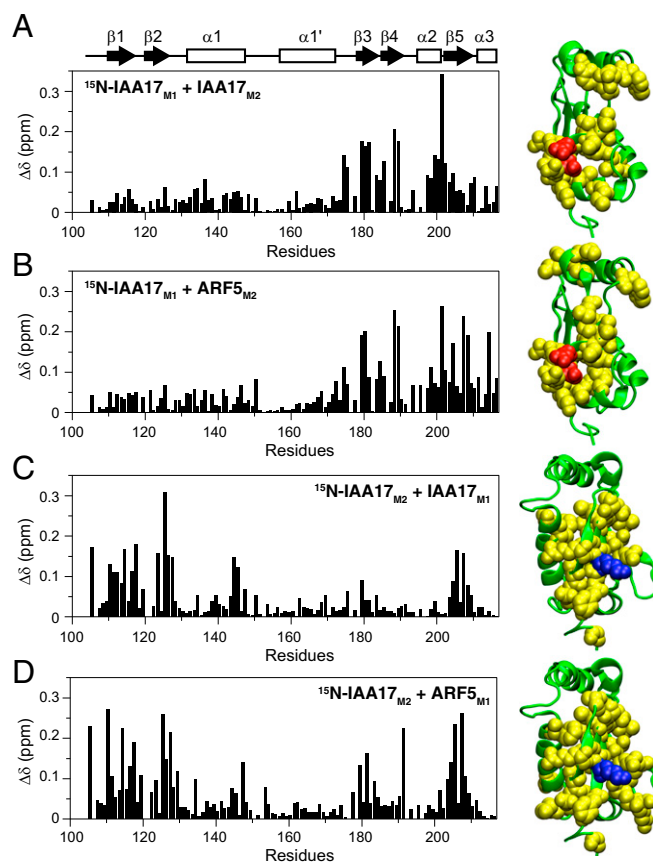 A
β1 β2 α1 α1' β3 β4 α2 β5 α3
15N-IAA17M1 + IAA17M2
Δδ (ppm)
0.3
0.2
0.1
0
100 120 140 160 180 200
Residues
B
15N-IAA17M1 + ARF5M2
Δδ (ppm)
0.3
0.2
0.1
0
100 120 140 160 180 200
Residues
C
15N-IAA17M2 + IAA17M1
Δδ (ppm)
0.3
0.2
0.1
0
100 120 140 160 180 200
Residues
D
15N-IAA17M2 + ARF5M1
Δδ (ppm)
0.3
0.2
0.1
0
100 120 140 160 180 200
Residues